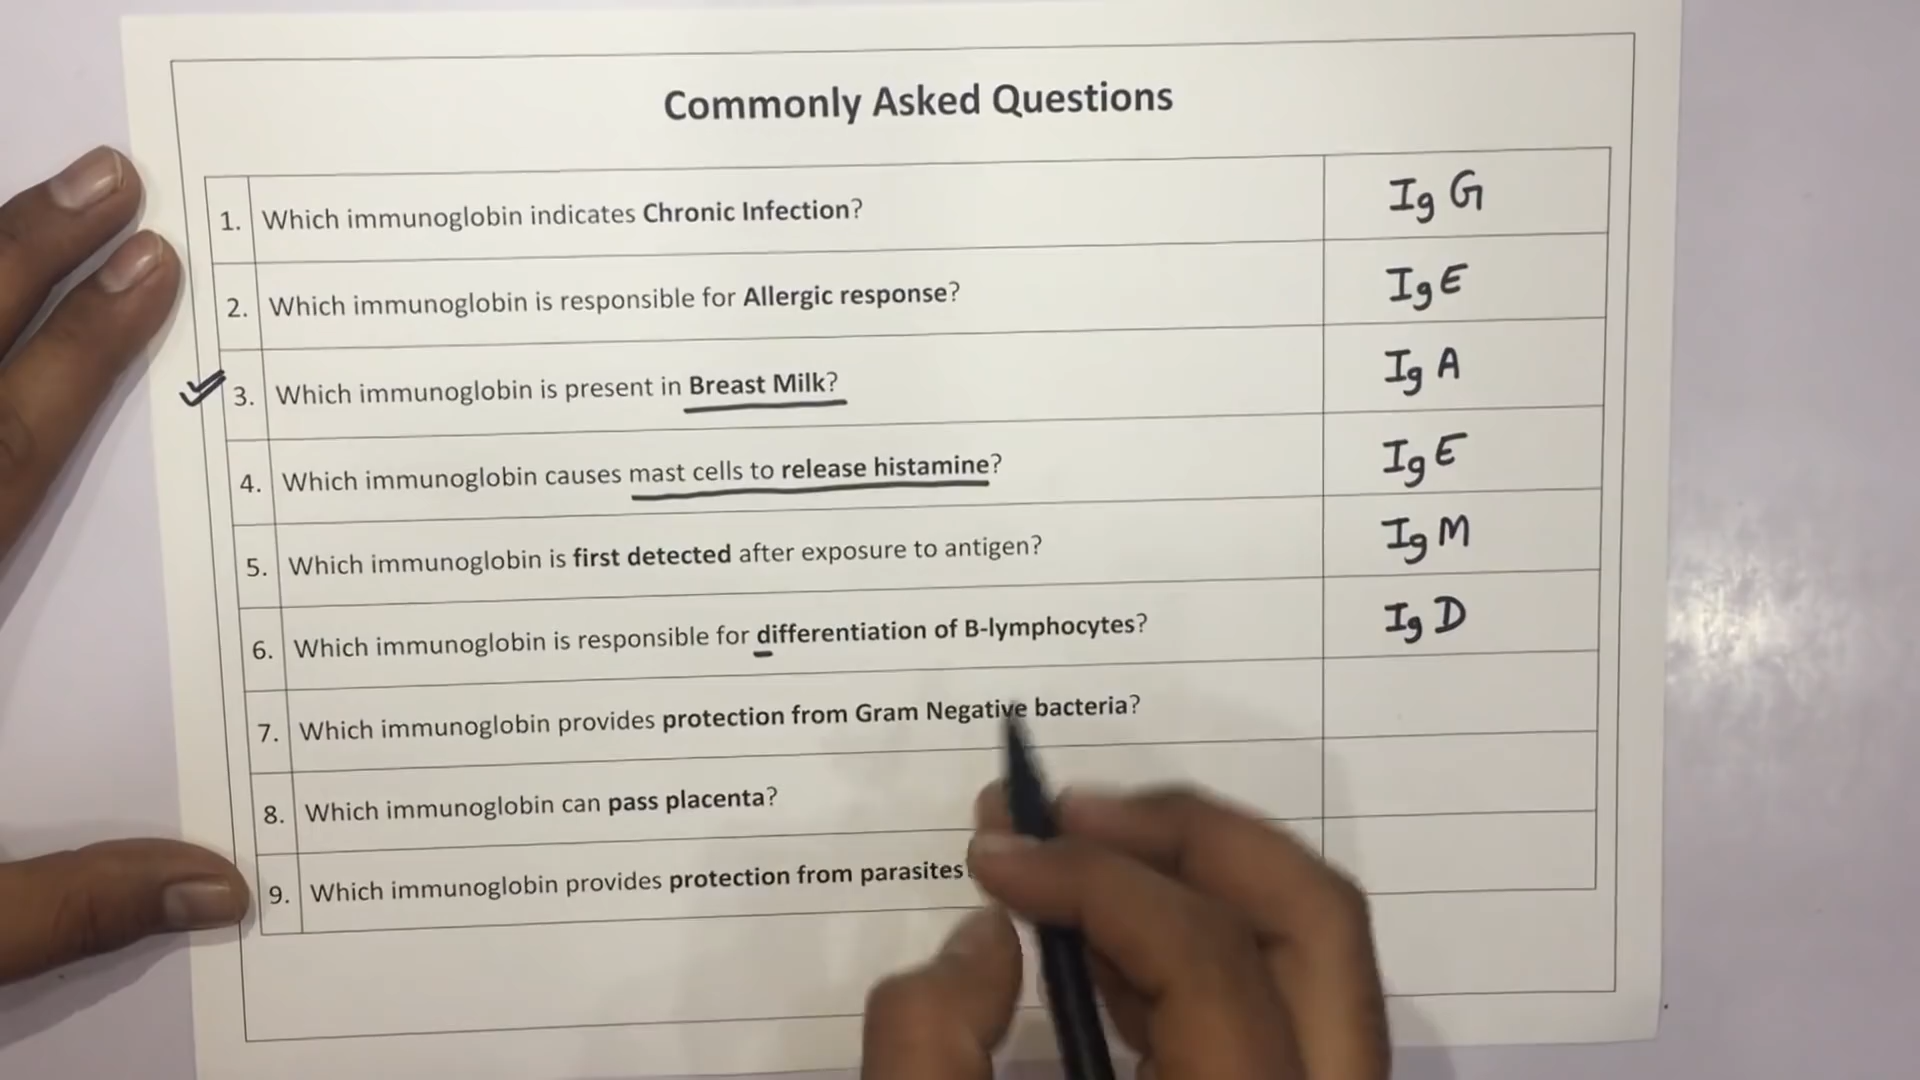 Commonly Asked Questions
1. Which immunoglobin indicates Chronic Infection? Ig G
2. Which immunoglobin is responsible for Allergic response? Ig E
3. Which immunoglobin is present in Breast Milk? Ig A
4. Which immunoglobin causes mast cells to release histamine? Ig E
5. Which immunoglobin is first detected after exposure to antigen? Ig M
6. Which immunoglobin is responsible for differentiation of B-lymphocytes? Ig D
7. Which immunoglobin provides protection from Gram Negative bacteria?
8. Which immunoglobin can pass placenta?
9. Which immunoglobin provides protection from parasites